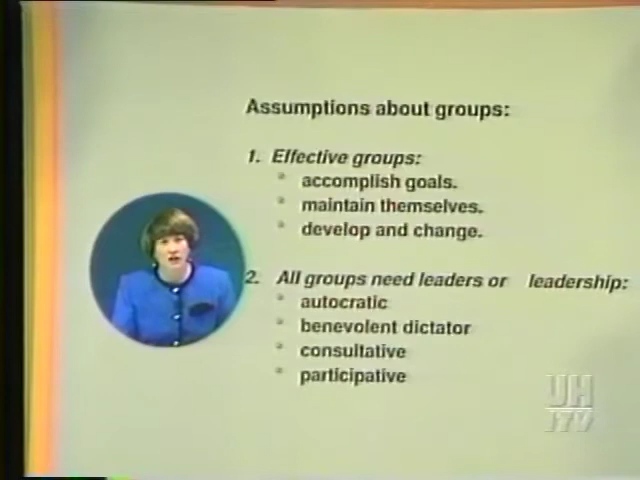 Assumptions about groups:
1. Effective groups:
accomplish goals.
maintain themselves.
develop and change.
2. All groups need leaders or leadership:
autocratic
benevolent dictator
consultative
participative
UH
ITV